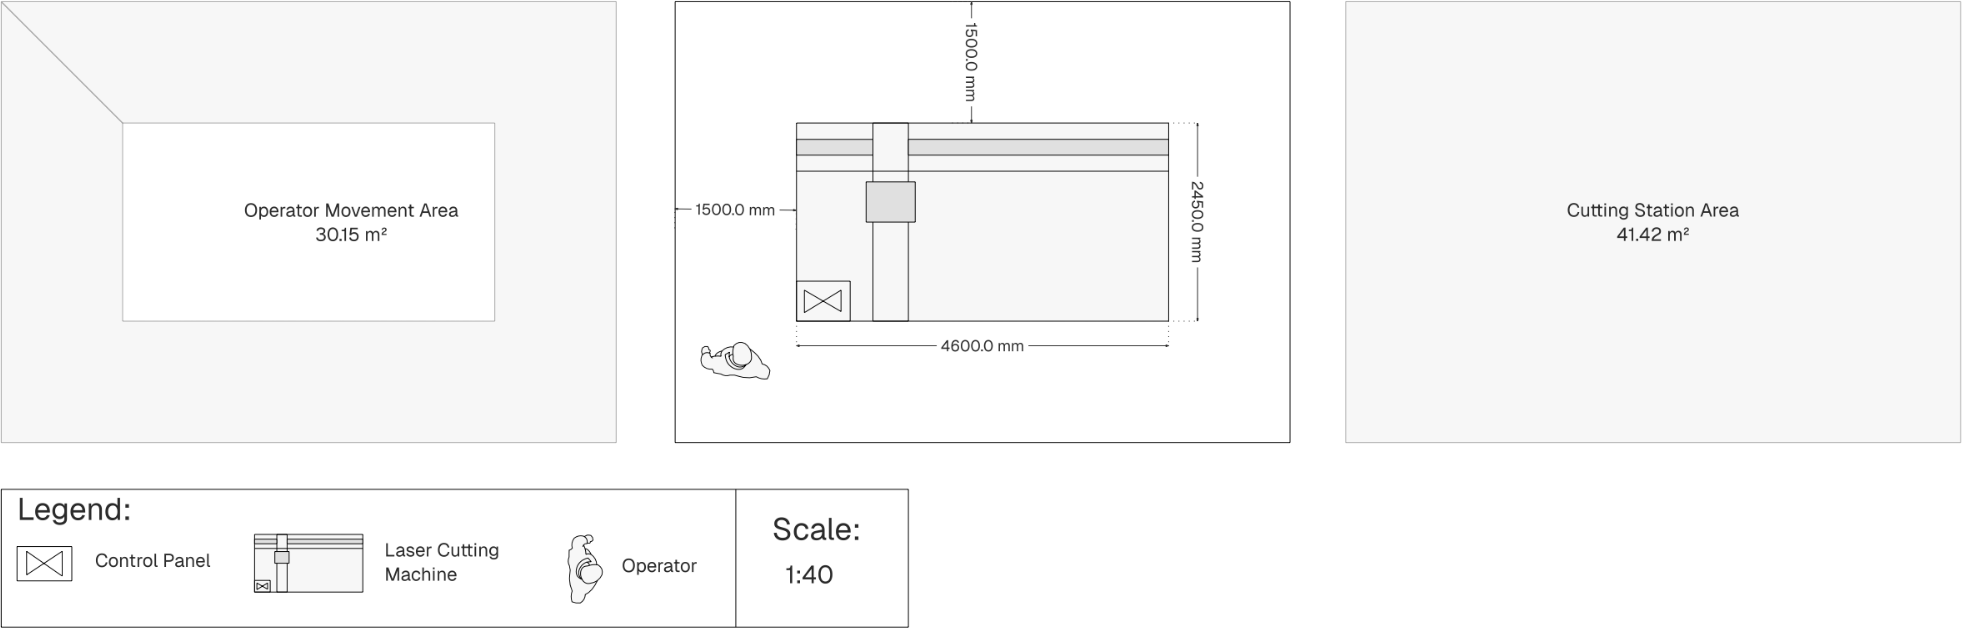 Operator Movement Area
30.15 m²
1500.0 mm
1500.0 mm
2450.0 mm
4600.0 mm
Cutting Station Area
41.42 m²
Legend:
Control Panel
Laser Cutting
Machine
Operator
Scale:
1:40